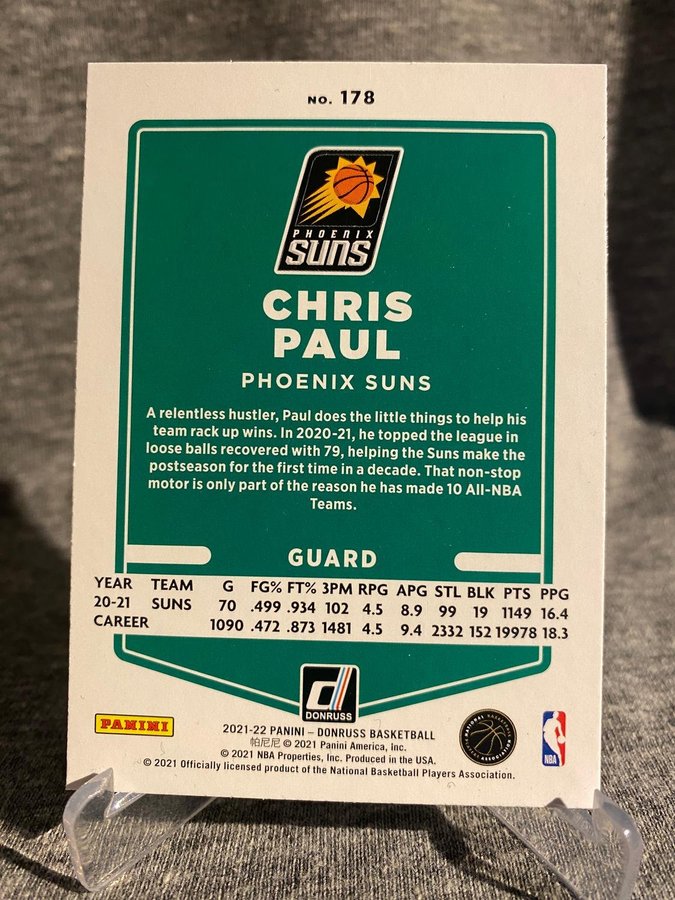 NO. 178
PHOENIX
SUNS
CHRIS
PAUL
PHOENIX SUNS
A relentless hustler, Paul does the little things to help his
team rack up wins. In 2020-21, he topped the league in
loose balls recovered with 79, helping the Suns make the
postseason for the first time in a decade. That non-stop
motor is only part of the reason he has made 10 All-NBA
Teams.
GUARD
YEAR TEAM G FG% FT% 3PM RPG APG STL BLK PTS PPG
20-21 SUNS 70 .499 .934 102 4.5 8.9 99 19 1149 16.4
CAREER 1090 .472 .873 1481 4.5 9.4 2332 152 19978 18.3
d
DONRUSS
PANINI
2021-22 PANINI – DONRUSS BASKETBALL
帕尼尼 © 2021 Panini America, Inc.
© 2021 NBA Properties, Inc. Produced in the USA.
© 2021 Officially licensed product of the National Basketball Players Association.
NATIONAL BASKETBALL PLAYERS ASSOCIATION
NBA